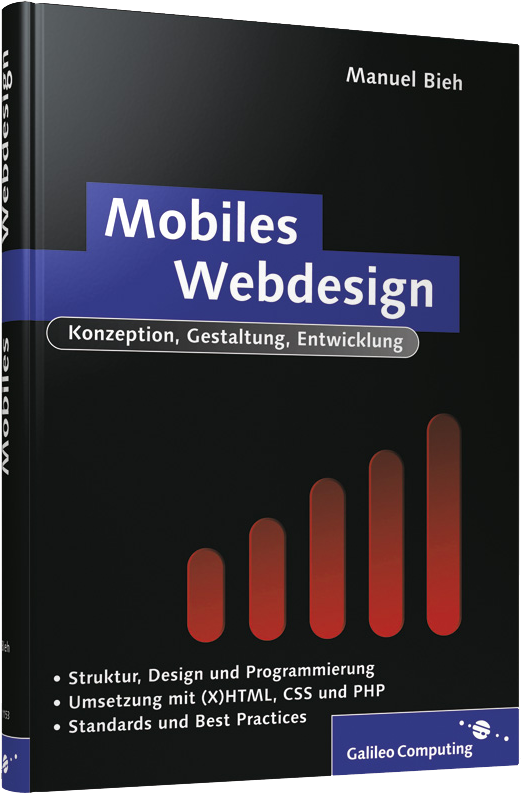 Manuel Bieh
Mobiles
Webdesign
Konzeption, Gestaltung, Entwicklung
• Struktur, Design und Programmierung
• Umsetzung mit (X)HTML, CSS und PHP
• Standards und Best Practices
Galileo Computing
Mobiles Webdesign
Bieh